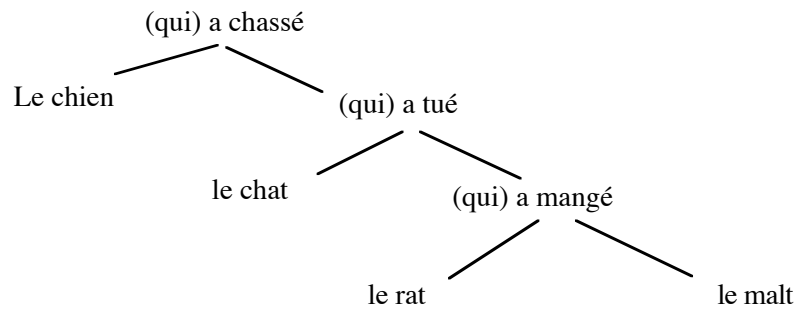 (qui) a chassé
Le chien
(qui) a tué
le chat
(qui) a mangé
le rat
le malt